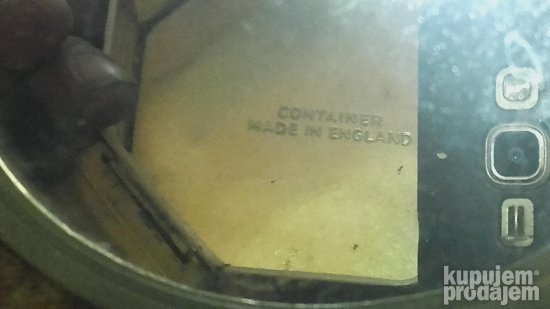 CONTAINER
MADE IN ENGLAND
kupujem
prodajem